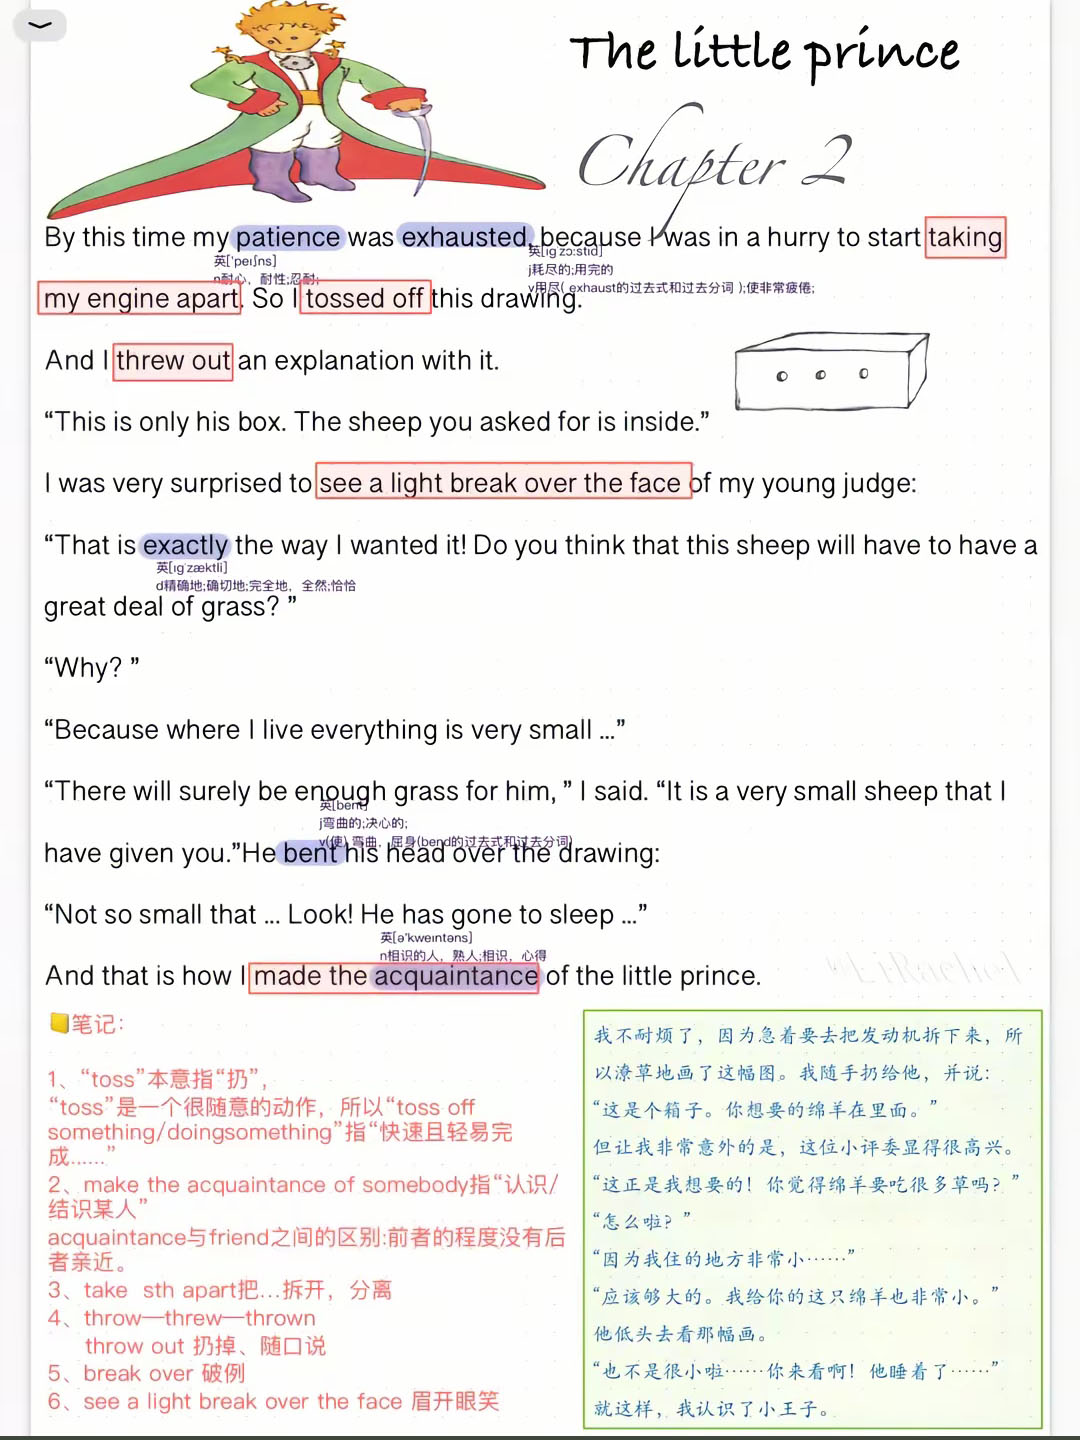 The little prince
Chapter 2
By this time my patience was exhausted, because I was in a hurry to start taking
英['peɪʃns]
n耐心，耐性;忍耐;
英[ɪɡˈzɔːstɪd]
j耗尽的;用完的
v用尽( exhaust的过去式和过去分词 );使非常疲倦;
my engine apart. So I tossed off this drawing.
And I threw out an explanation with it.
“This is only his box. The sheep you asked for is inside.”
I was very surprised to see a light break over the face of my young judge:
“That is exactly the way I wanted it! Do you think that this sheep will have to have a
英[ɪɡˈzæktli]
d精确地;确切地;完全地，全然;恰恰
great deal of grass? ”
“Why? ”
“Because where I live everything is very small ...”
“There will surely be enough grass for him, ” I said. “It is a very small sheep that I
英[bent]
j弯曲的;决心的;
v(使) 弯曲，屈身(bend的过去式和过去分词)
have given you.”He bent his head over the drawing:
“Not so small that ... Look! He has gone to sleep ...”
英[ə'kweɪntəns]
n相识的人，熟人;相识，心得
And that is how I made the acquaintance of the little prince.
笔记：
1、“toss”本意指“扔”，
“toss”是一个很随意的动作，所以“toss off
something/doingsomething”指“快速且轻易完
成……”
2、make the acquaintance of somebody指“认识/
结识某人”
acquaintance与friend之间的区别:前者的程度没有后
者亲近。
3、take sth apart把...拆开，分离
4、throw—threw—thrown
throw out 扔掉、随口说
5、break over 破例
6、see a light break over the face 眉开眼笑
我不耐烦了，因为急着要去把发动机拆下来，所
以潦草地画了这幅图。我随手扔给他，并说：
“这是个箱子。你想要的绵羊在里面。”
但让我非常意外的是，这位小评委显得很高兴。
“这正是我想要的！你觉得绵羊要吃很多草吗？”
“怎么啦？”
“因为我住的地方非常小……”
“应该够大的。我给你的这只绵羊也非常小。”
他低头去看那幅画。
“也不是很小啦……你来看啊！他睡着了……”
就这样，我认识了小王子。